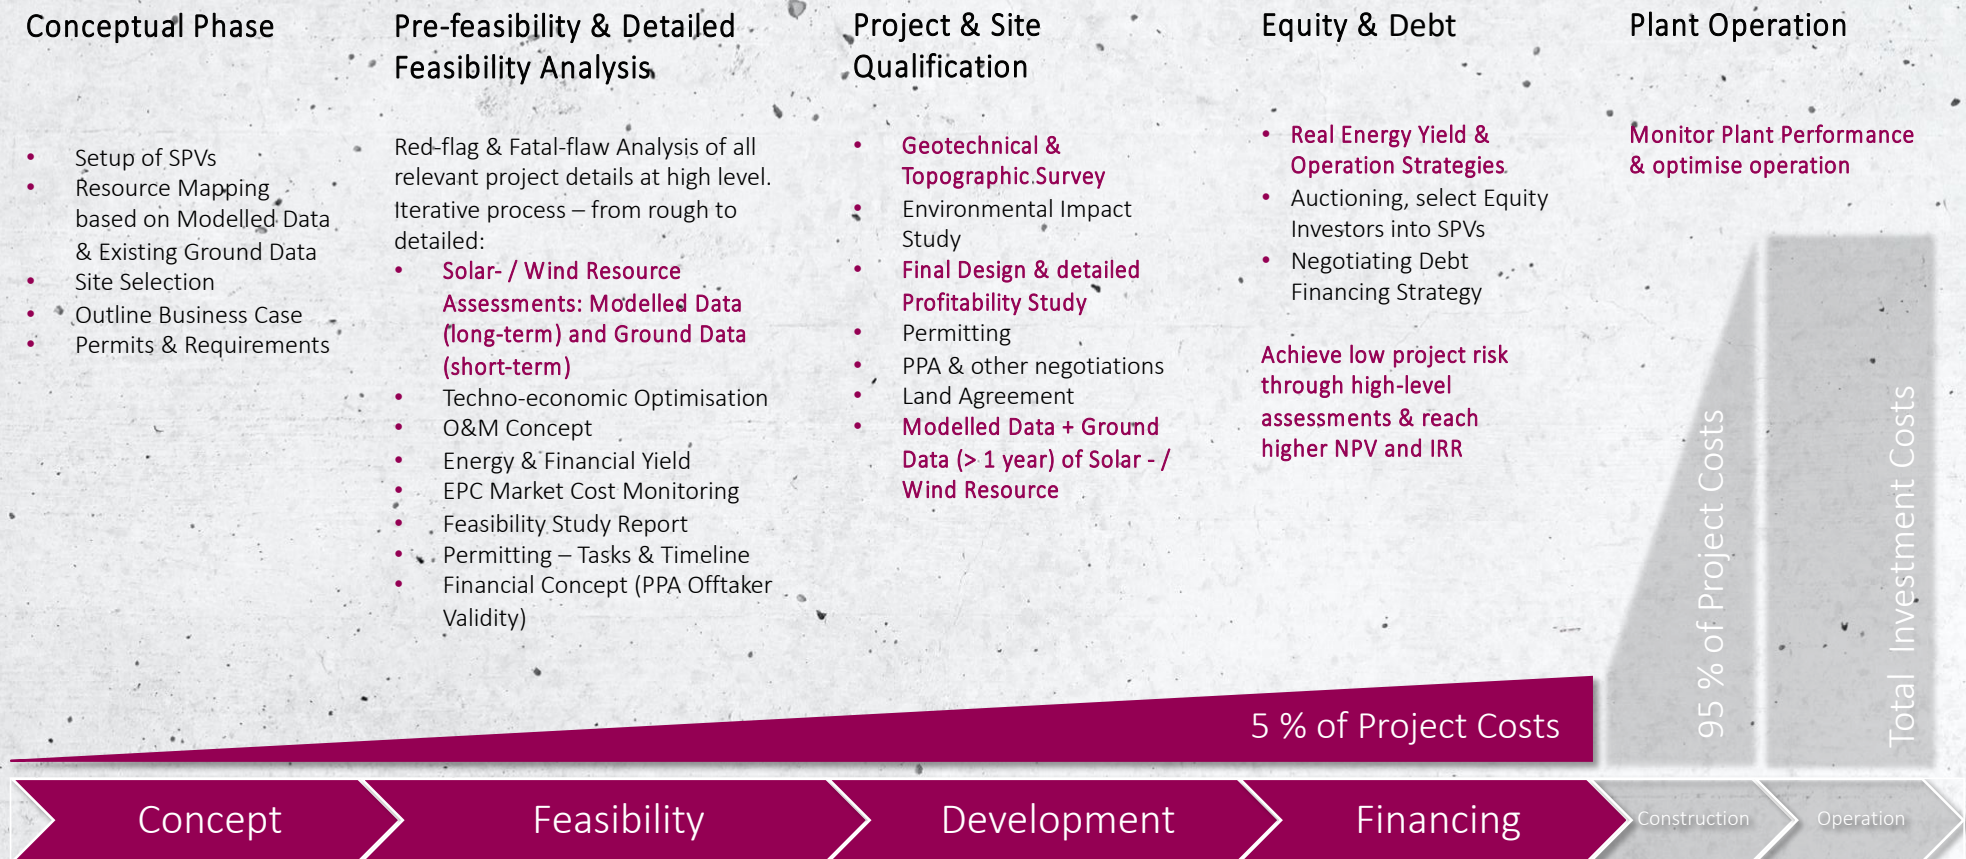 Conceptual Phase
• Setup of SPVs
• Resource Mapping
based on Modelled Data
& Existing Ground Data
• Site Selection
• Outline Business Case
• Permits & Requirements
Pre-feasibility & Detailed
Feasibility Analysis
Red-flag & Fatal-flaw Analysis of all
relevant project details at high level.
Iterative process – from rough to
detailed:
• Solar- / Wind Resource
Assessments: Modelled Data
(long-term) and Ground Data
(short-term)
• Techno-economic Optimisation
• O&M Concept
• Energy & Financial Yield
• EPC Market Cost Monitoring
• Feasibility Study Report
• Permitting – Tasks & Timeline
• Financial Concept (PPA Offtaker
Validity)
Project & Site
Qualification
• Geotechnical &
Topographic Survey
• Environmental Impact
Study
• Final Design & detailed
Profitability Study
• Permitting
• PPA & other negotiations
• Land Agreement
• Modelled Data + Ground
Data (> 1 year) of Solar - /
Wind Resource
Equity & Debt
• Real Energy Yield &
Operation Strategies
• Auctioning, select Equity
Investors into SPVs
• Negotiating Debt
Financing Strategy
Achieve low project risk
through high-level
assessments & reach
higher NPV and IRR
Plant Operation
Monitor Plant Performance
& optimise operation
5 % of Project Costs
95 % of Project Costs
Total Investment Costs
Concept
Feasibility
Development
Financing
Construction
Operation